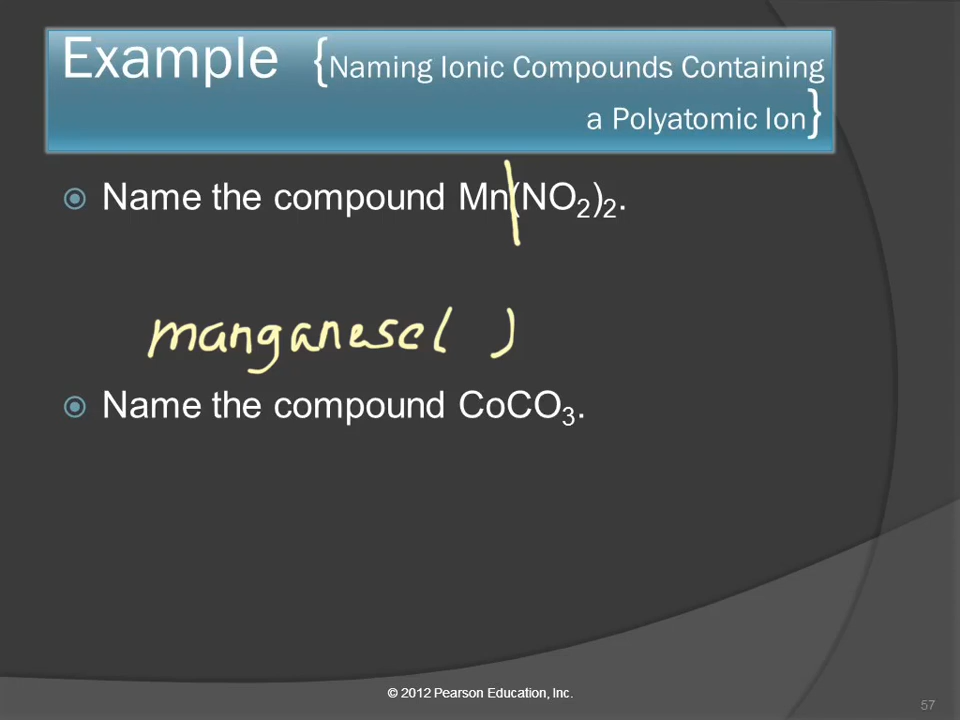 Example {Naming Ionic Compounds Containing
a Polyatomic Ion}
Name the compound Mn(NO₂)₂.
manganese( )
Name the compound CoCO₃.
© 2012 Pearson Education, Inc.
57